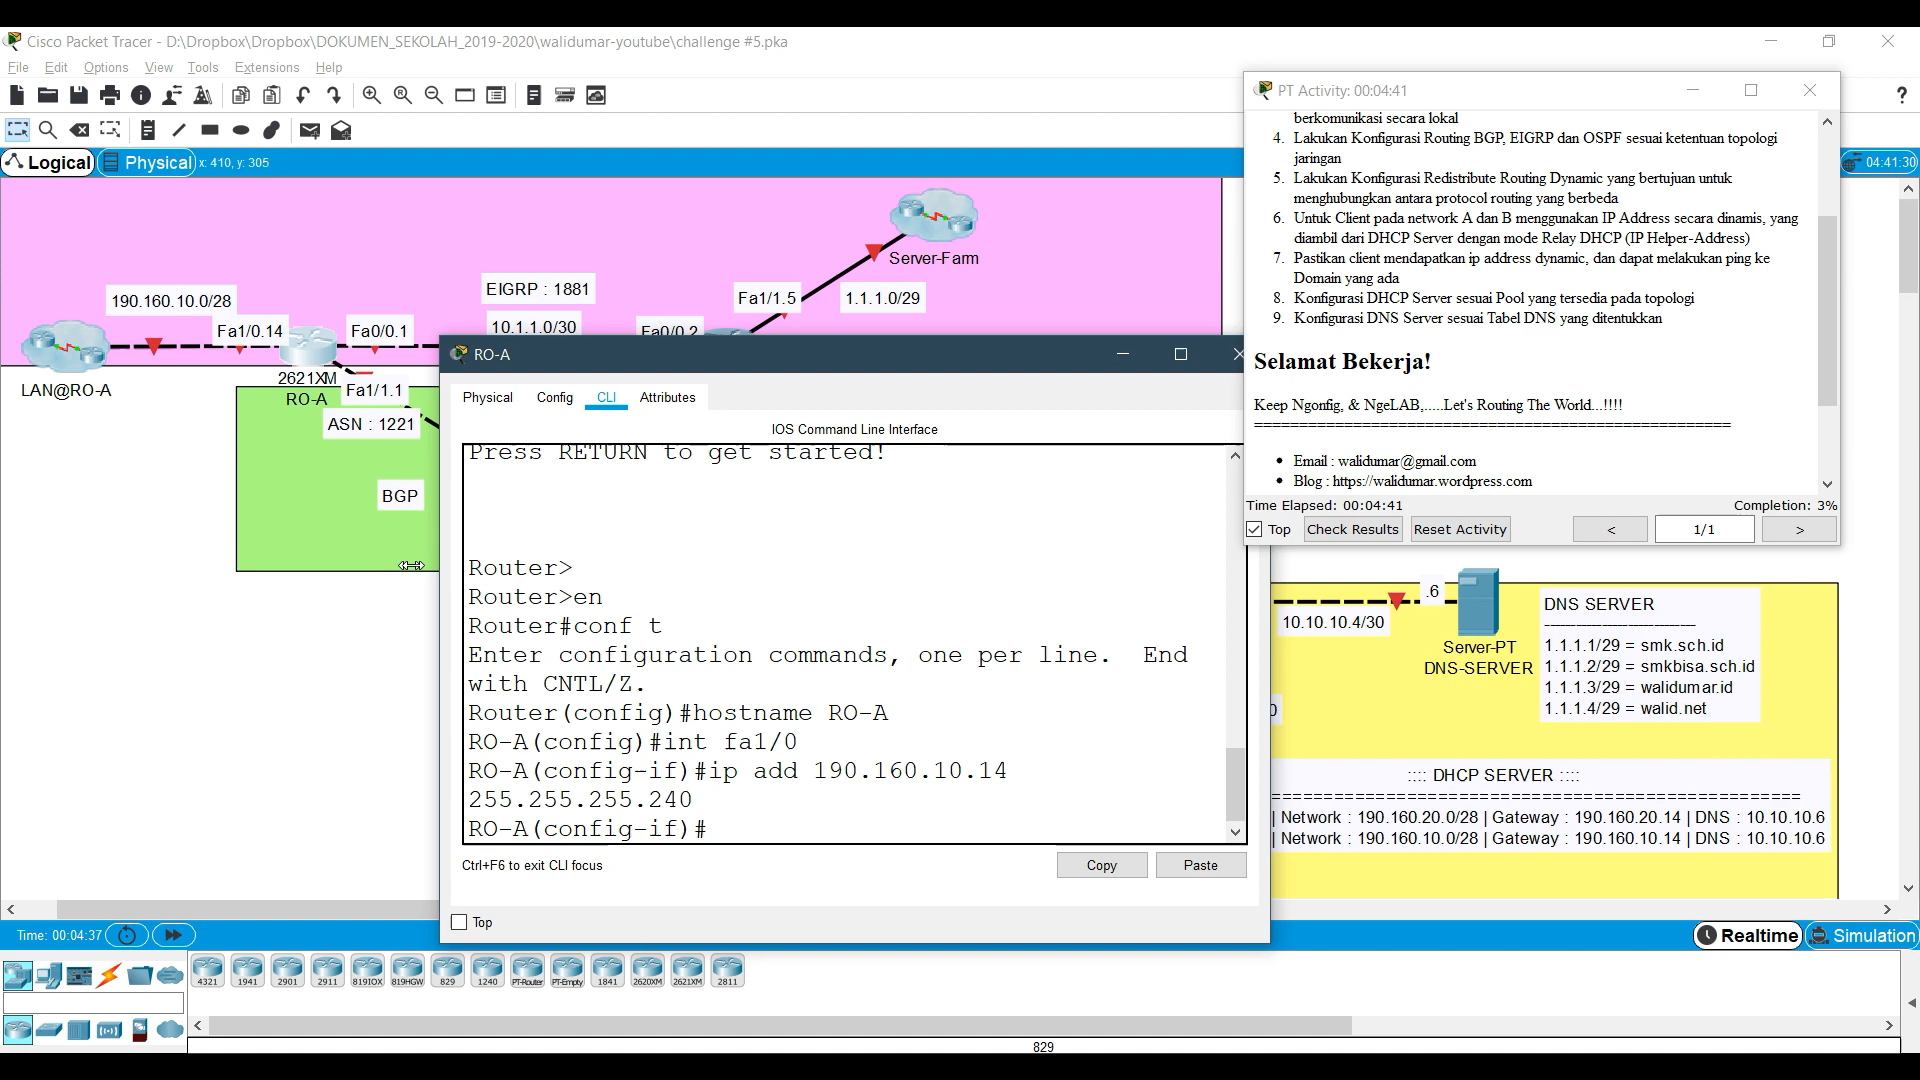 Cisco Packet Tracer - D:\Dropbox\Dropbox\DOKUMEN_SEKOLAH_2019-2020\walidumar-youtube\challenge #5.pka
File Edit Options View Tools Extensions Help
?
Logical Physical x: 410, y: 305
04:41:30
PT Activity: 00:04:41
berkomunikasi secara lokal
4. Lakukan Konfigurasi Routing BGP, EIGRP dan OSPF sesuai ketentuan topologi
jaringan
5. Lakukan Konfigurasi Redistribute Routing Dynamic yang bertujuan untuk
menghubungkan antara protocol routing yang berbeda
6. Untuk Client pada network A dan B menggunakan IP Address secara dinamis, yang
diambil dari DHCP Server dengan mode Relay DHCP (IP Helper-Address)
7. Pastikan client mendapatkan ip address dynamic, dan dapat melakukan ping ke
Domain yang ada
8. Konfigurasi DHCP Server sesuai Pool yang tersedia pada topologi
9. Konfigurasi DNS Server sesuai Tabel DNS yang ditentukkan
Selamat Bekerja!
Keep Ngonfig, & NgeLAB,.....Let's Routing The World...!!!!
• Email : walidumar@gmail.com
• Blog : https://walidumar.wordpress.com
Time Elapsed: 00:04:41 Completion: 3%
Top Check Results Reset Activity < 1/1 >
Server-Farm
EIGRP : 1881
190.160.10.0/28
Fa1/1.5
1.1.1.0/29
10.1.1.0/30
Fa1/0.14
Fa0/0.1
Fa0/0.2
2621XM
RO-A
LAN@RO-A
Fa1/1.1
ASN : 1221
BGP
RO-A
Physical Config CLI Attributes
IOS Command Line Interface
Press RETURN to get started!
Router>
Router>en
Router#conf t
Enter configuration commands, one per line. End
with CNTL/Z.
Router(config)#hostname RO-A
RO-A(config)#int fa1/0
RO-A(config-if)#ip add 190.160.10.14
255.255.255.240
RO-A(config-if)#
Ctrl+F6 to exit CLI focus
Copy Paste
Top
.6
10.10.10.4/30
Server-PT
DNS-SERVER
DNS SERVER
1.1.1.1/29 = smk.sch.id
1.1.1.2/29 = smkbisa.sch.id
1.1.1.3/29 = walidumar.id
1.1.1.4/29 = walid.net
:::: DHCP SERVER ::::
==================================================
| Network : 190.160.20.0/28 | Gateway : 190.160.20.14 | DNS : 10.10.10.6
| Network : 190.160.10.0/28 | Gateway : 190.160.10.14 | DNS : 10.10.10.6
Time: 00:04:37
Realtime Simulation
4321 1941 2901 2911 819IOX 819HGW 829 1240 PT-Router PT-Empty 1841 2620XM 2621XM 2811
829